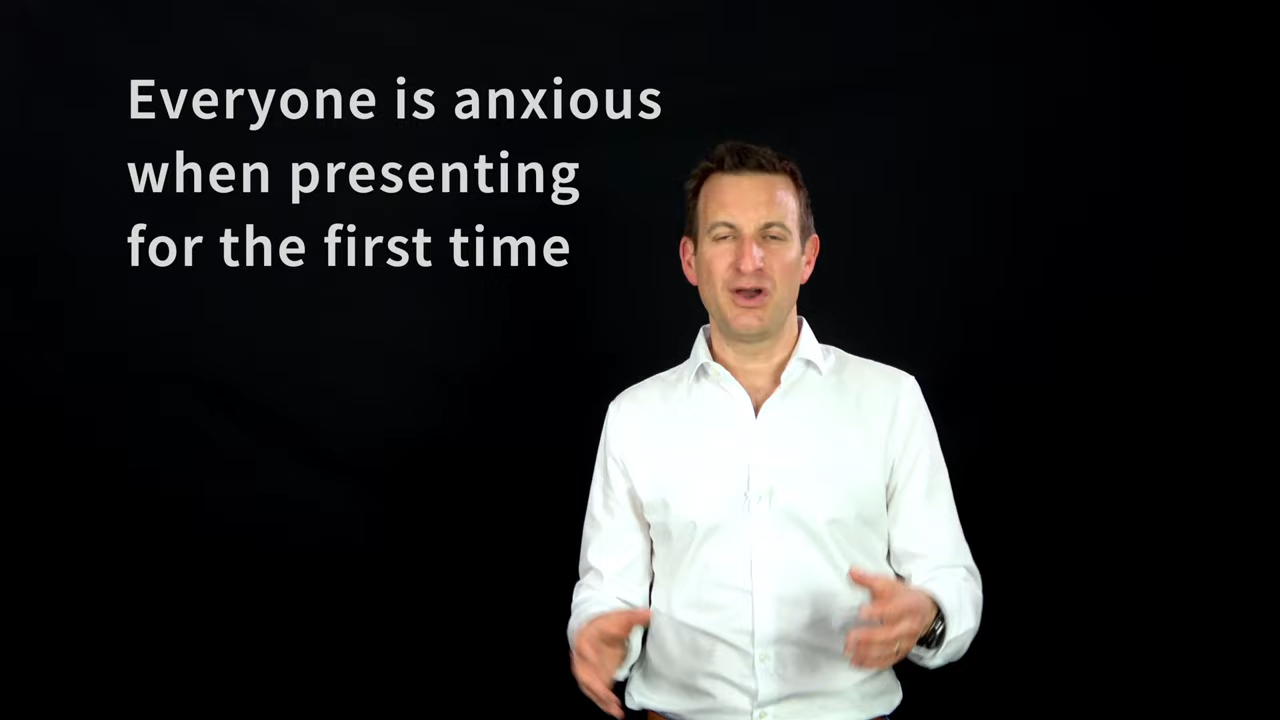 Everyone is anxious
when presenting
for the first time